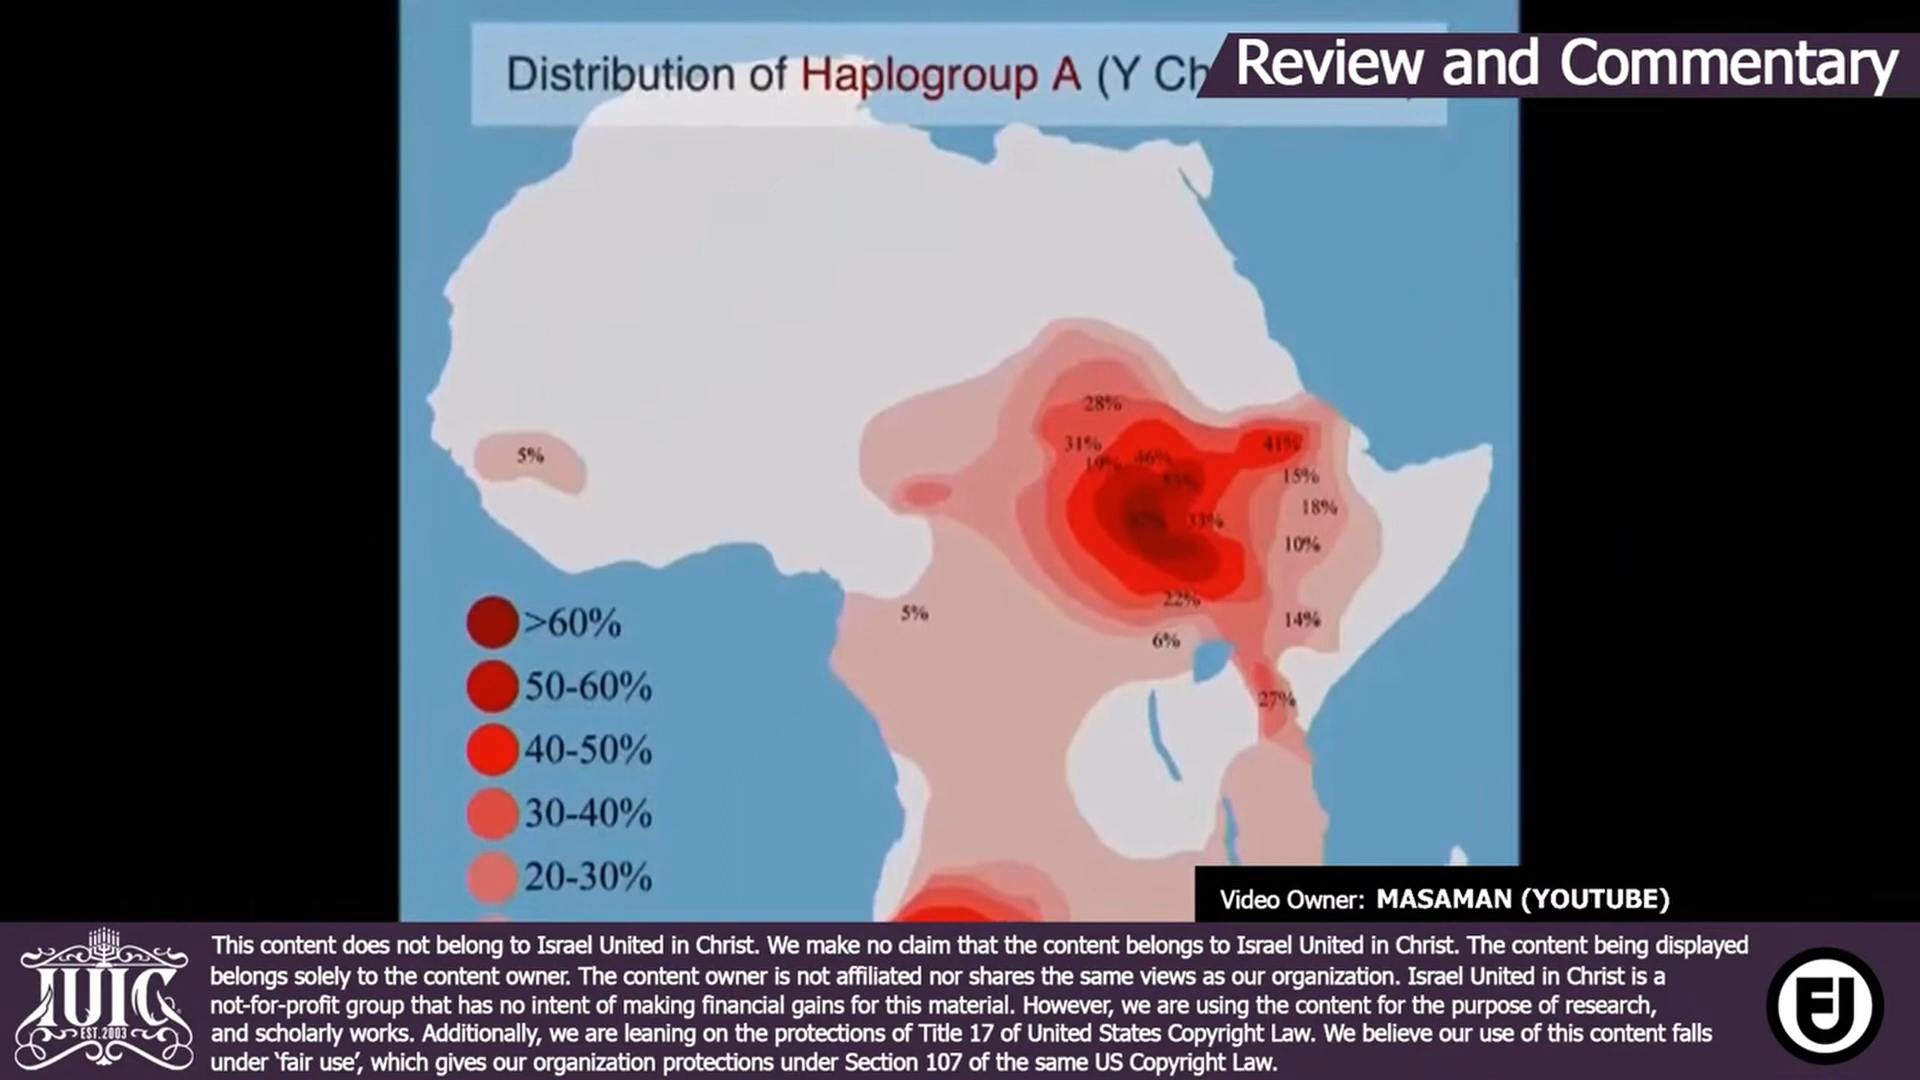 Distribution of Haplogroup A (Y Ch
Review and Commentary
28%
31%
46%
41%
5%
15%
18%
33%
10%
22%
5%
14%
6%
27%
>60%
50-60%
40-50%
30-40%
20-30%
Video Owner: MASAMAN (YOUTUBE)
IUIC
EST. 2003
This content does not belong to Israel United in Christ. We make no claim that the content belongs to Israel United in Christ. The content being displayed
belongs solely to the content owner. The content owner is not affiliated nor shares the same views as our organization. Israel United in Christ is a
not-for-profit group that has no intent of making financial gains for this material. However, we are using the content for the purpose of research,
and scholarly works. Additionally, we are leaning on the protections of Title 17 of United States Copyright Law. We believe our use of this content falls
under ‘fair use’, which gives our organization protections under Section 107 of the same US Copyright Law.